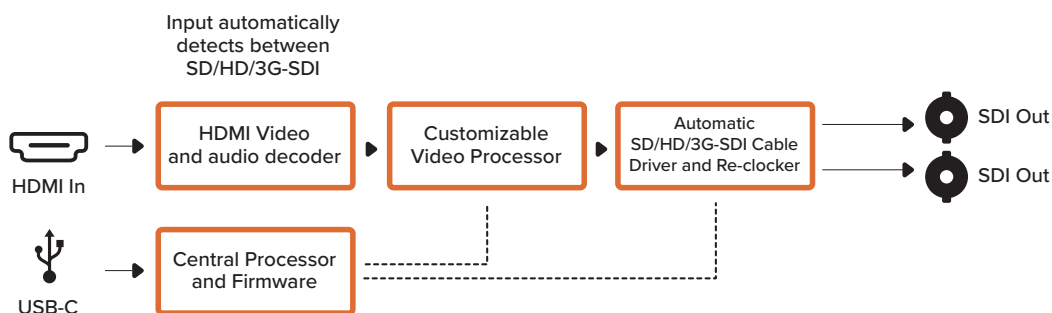 Input automatically
detects between
SD/HD/3G-SDI
HDMI In
HDMI Video
and audio decoder
Customizable
Video Processor
Automatic
SD/HD/3G-SDI Cable
Driver and Re-clocker
SDI Out
SDI Out
USB-C
Central Processor
and Firmware